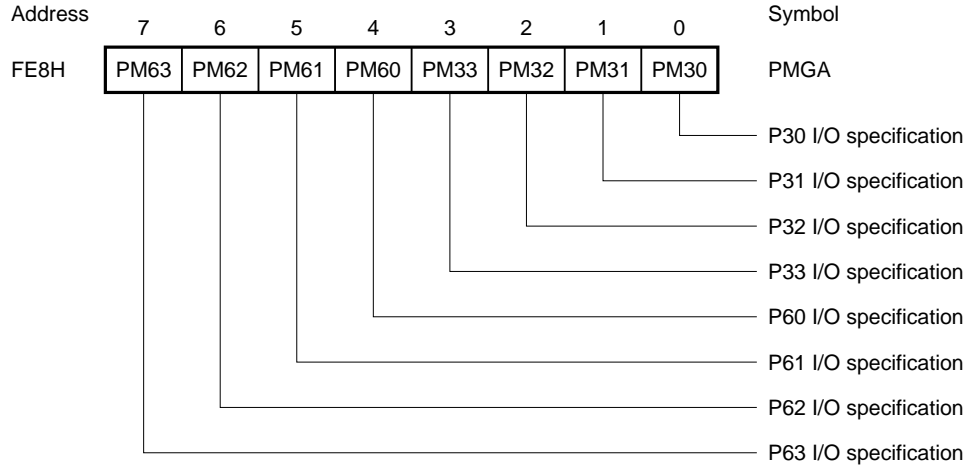 Address 7 6 5 4 3 2 1 0 Symbol
FE8H PM63 PM62 PM61 PM60 PM33 PM32 PM31 PM30 PMGA
P30 I/O specification
P31 I/O specification
P32 I/O specification
P33 I/O specification
P60 I/O specification
P61 I/O specification
P62 I/O specification
P63 I/O specification